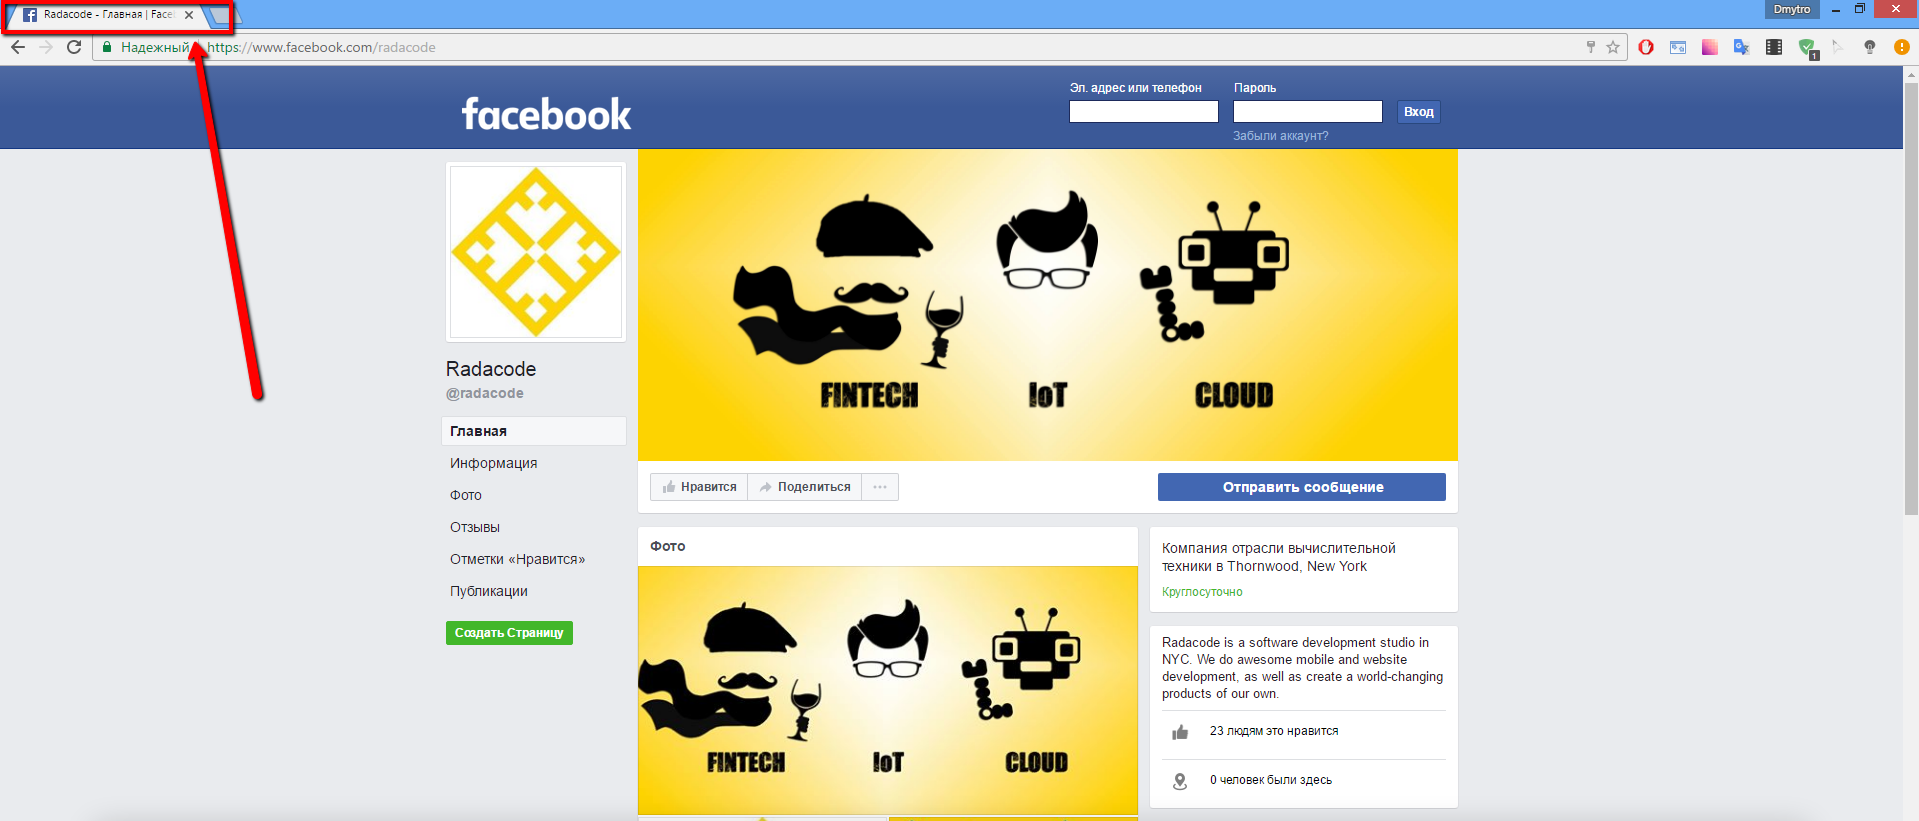 Radacode - Главная | Face
Dmytro
Надежный
https://www.facebook.com/radacode
1
facebook
Эл. адрес или телефон
Пароль
Вход
Забыли аккаунт?
FINTECH
IoT
CLOUD
Radacode
@radacode
Главная
Информация
Фото
Отзывы
Отметки «Нравится»
Публикации
Создать Страницу
Нравится
Поделиться
Отправить сообщение
Фото
FINTECH
IoT
CLOUD
Компания отрасли вычислительной
техники в Thornwood, New York
Круглосуточно
Radacode is a software development studio in
NYC. We do awesome mobile and website
development, as well as create a world-changing
products of our own.
23 людям это нравится
0 человек были здесь